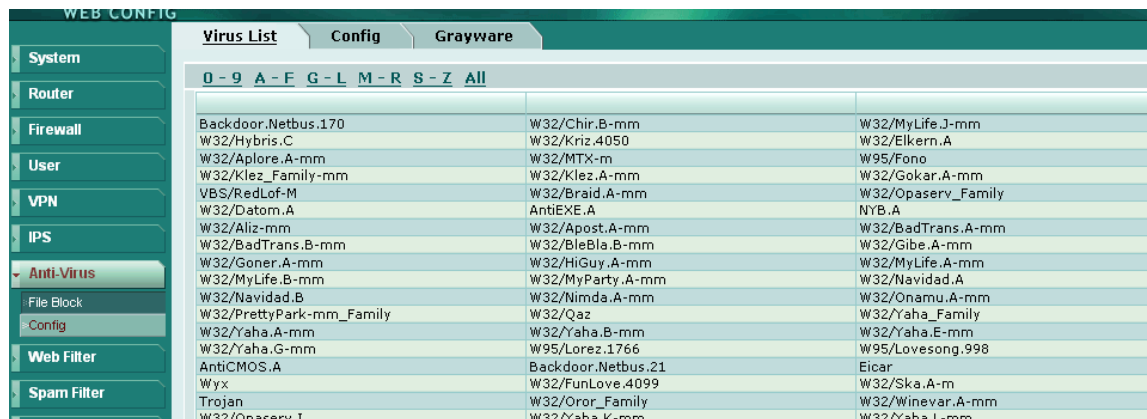 WEB CONFIG
Virus List Config Grayware
System
Router
Firewall
User
VPN
IPS
Anti-Virus
File Block
Config
Web Filter
Spam Filter
0 - 9 A - F G - L M - R S - Z All
Backdoor.Netbus.170 W32/Chir.B-mm W32/MyLife.J-mm
W32/Hybris.C W32/Kriz.4050 W32/Elkern.A
W32/Aplore.A-mm W32/MTX-m W95/Fono
W32/Klez_Family-mm W32/Klez.A-mm W32/Gokar.A-mm
VBS/RedLof-M W32/Braid.A-mm W32/Opaserv_Family
W32/Datom.A AntiEXE.A NYB.A
W32/Aliz-mm W32/Apost.A-mm W32/BadTrans.A-mm
W32/BadTrans.B-mm W32/BleBla.B-mm W32/Gibe.A-mm
W32/Goner.A-mm W32/HiGuy.A-mm W32/MyLife.A-mm
W32/MyLife.B-mm W32/MyParty.A-mm W32/Navidad.A
W32/Navidad.B W32/Nimda.A-mm W32/Onamu.A-mm
W32/PrettyPark-mm_Family W32/Qaz W32/Yaha_Family
W32/Yaha.A-mm W32/Yaha.B-mm W32/Yaha.E-mm
W32/Yaha.G-mm W95/Lorez.1766 W95/Lovesong.998
AntiCMOS.A Backdoor.Netbus.21 Eicar
Wyx W32/FunLove.4099 W32/Ska.A-m
Trojan W32/Oror_Family W32/Winevar.A-mm
W32/Opaserv.I W32/Yaha.K-mm W32/Yaha.L-mm